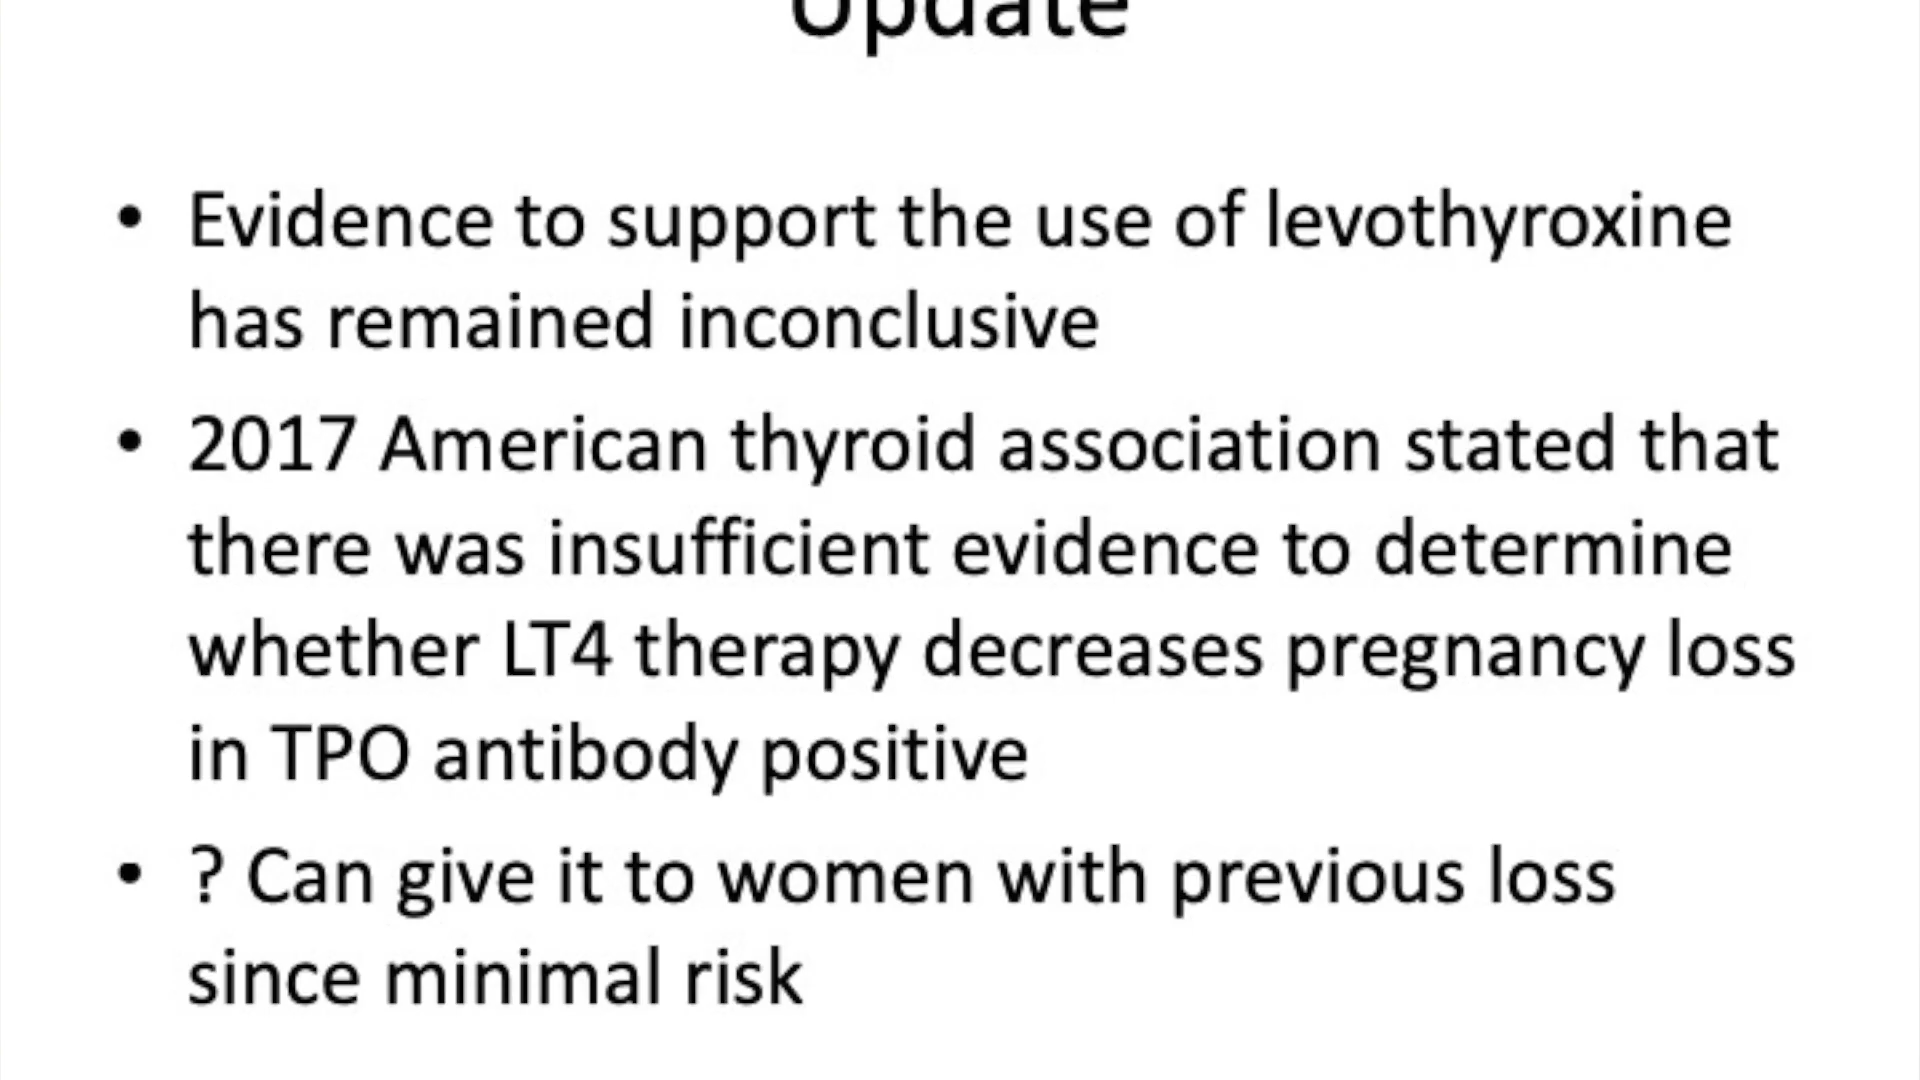 Update
• Evidence to support the use of levothyroxine
has remained inconclusive
• 2017 American thyroid association stated that
there was insufficient evidence to determine
whether LT4 therapy decreases pregnancy loss
in TPO antibody positive
• ? Can give it to women with previous loss
since minimal risk